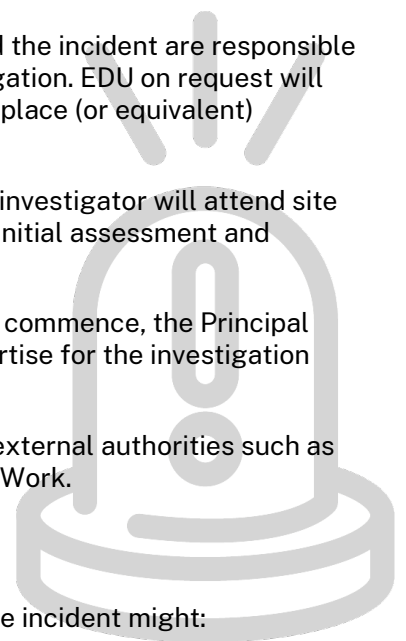 the incident are responsible
gation. EDU on request will
place (or equivalent)
investigator will attend site
nitial assessment and
commence, the Principal
rtise for the investigation
external authorities such as
Work.
e incident might: